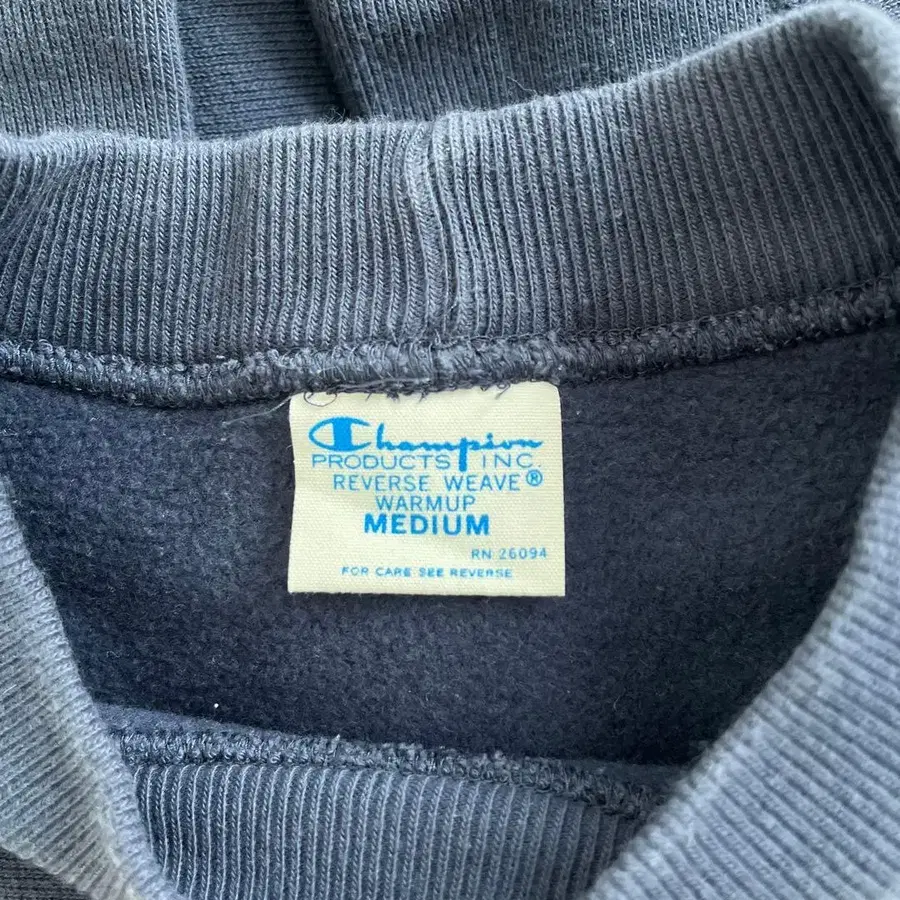 Champion
PRODUCTS INC
REVERSE WEAVE®
WARMUP
MEDIUM
RN 26094
FOR CARE SEE REVERSE